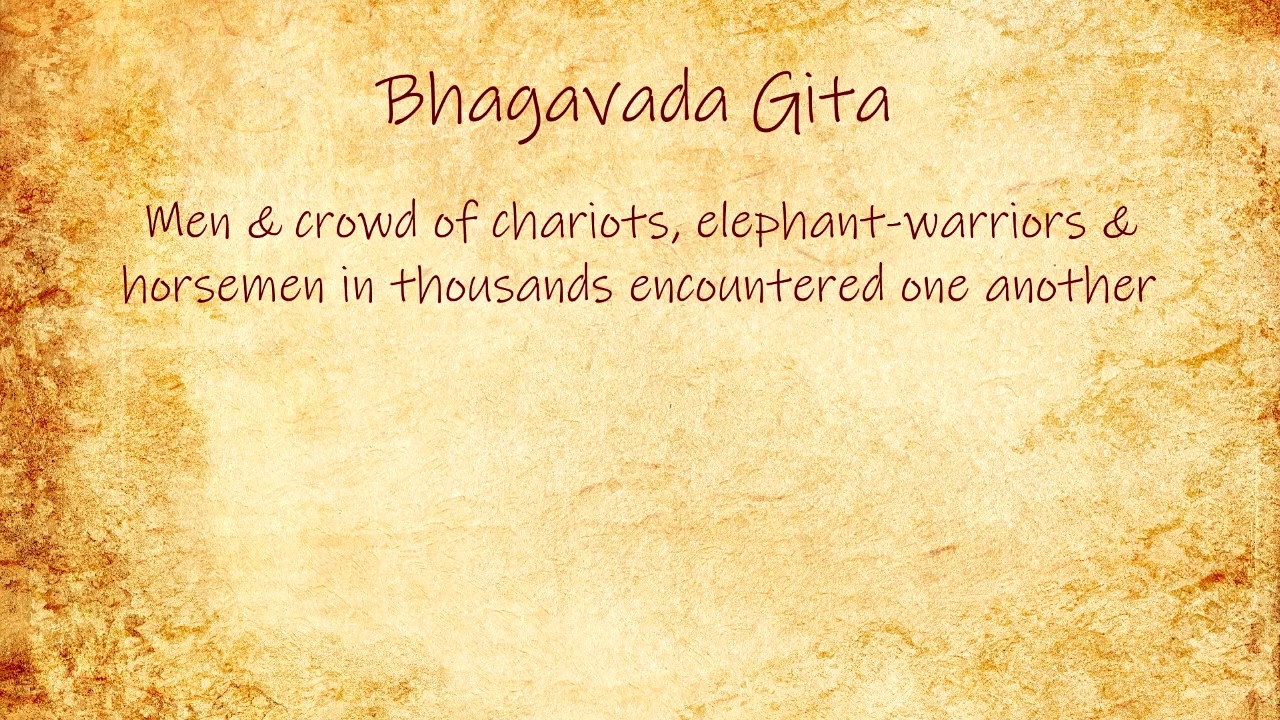 Bhagavada Gita
Men & crowd of chariots, elephant-warriors &
horsemen in thousands encountered one another